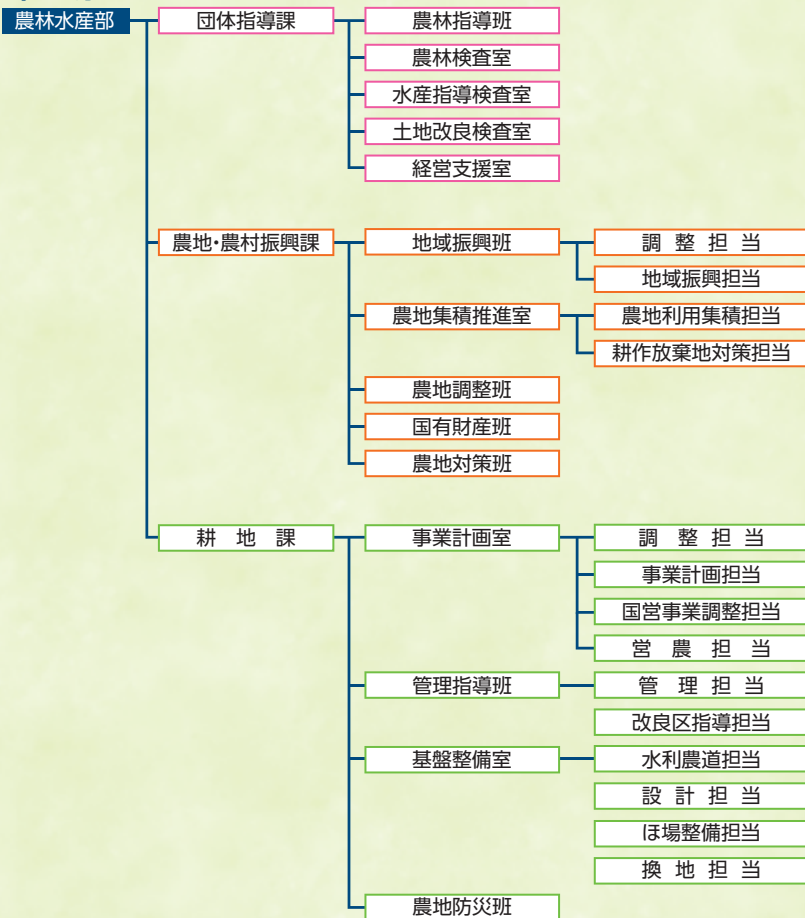 農林水産部 団体指導課 農林指導班
農林検査室
水産指導検査室
土地改良検査室
経営支援室
農地・農村振興課 地域振興班 調整担当
地域振興担当
農地集積推進室 農地利用集積担当
耕作放棄地対策担当
農地調整班
国有財産班
農地対策班
耕地課 事業計画室 調整担当
事業計画担当
国営事業調整担当
営農担当
管理指導班 管理担当
改良区指導担当
基盤整備室 水利農道担当
設計担当
ほ場整備担当
換地担当
農地防災班